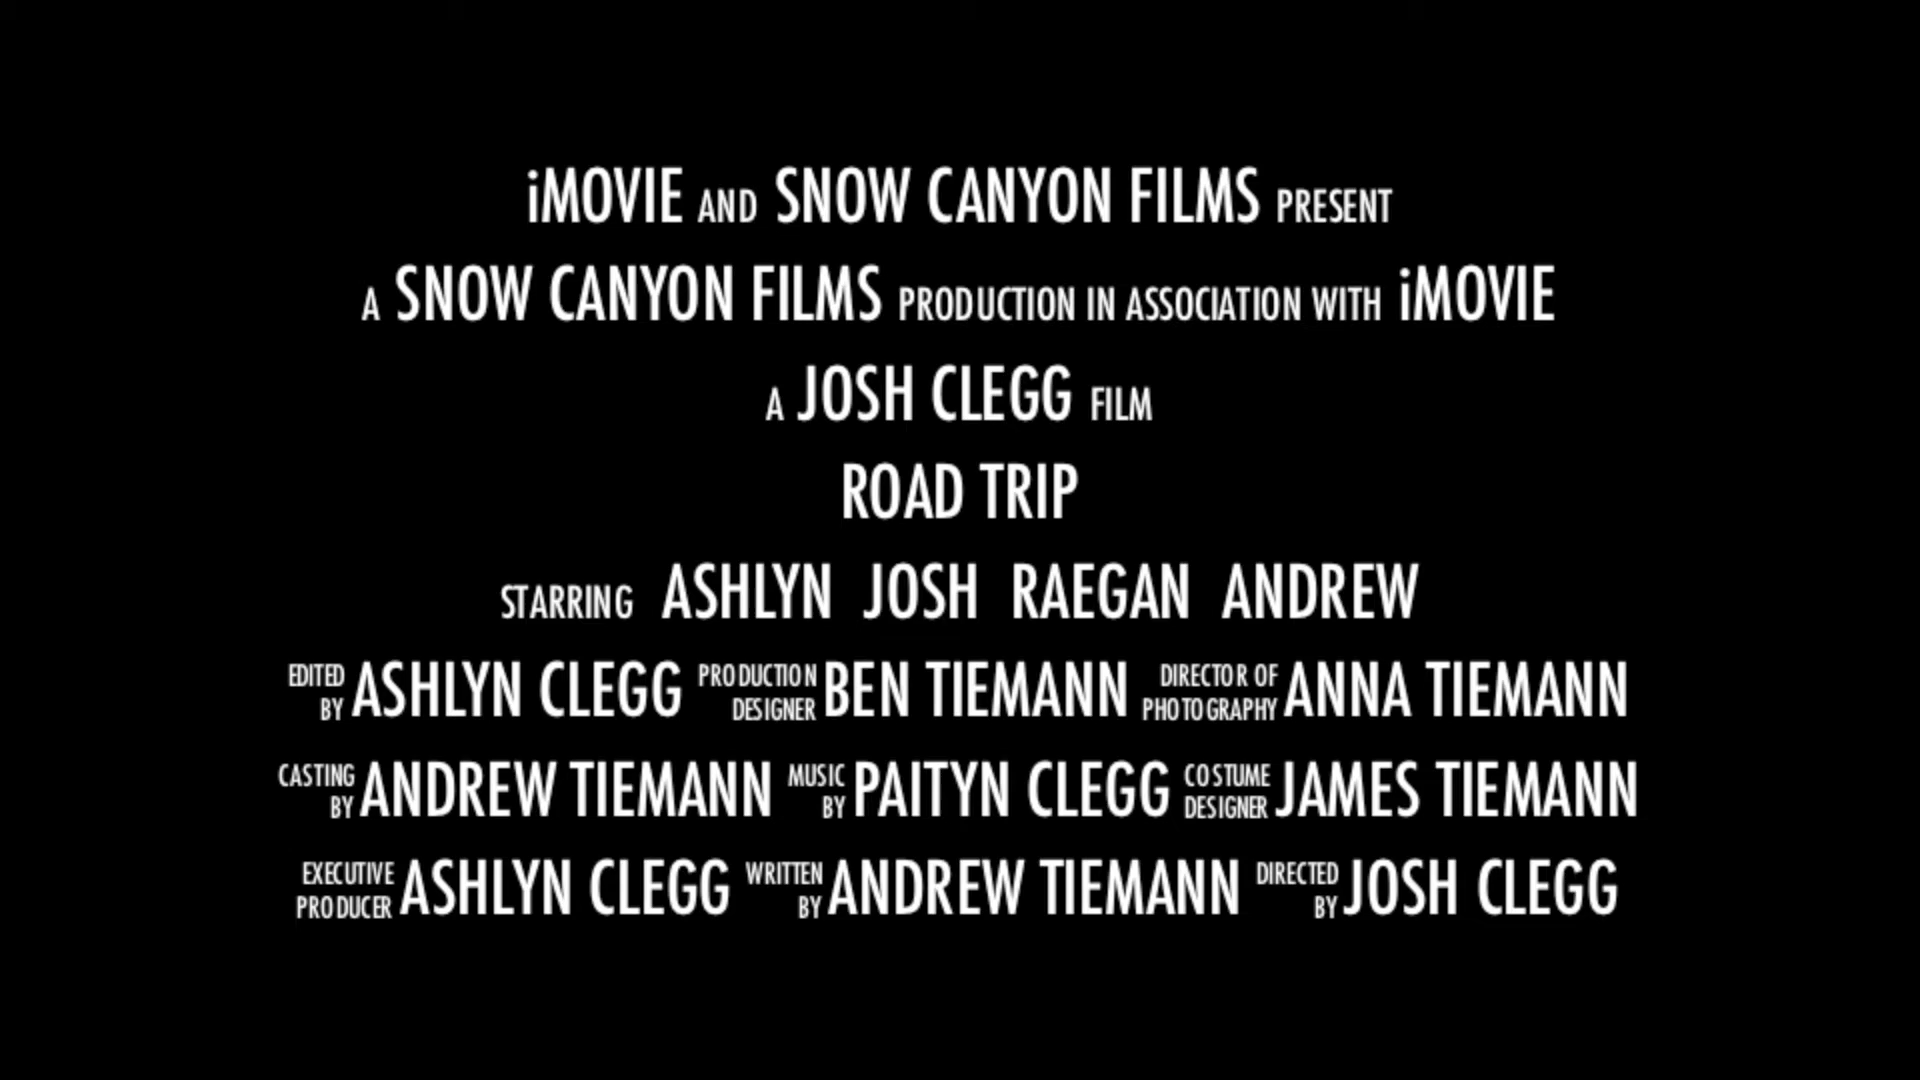 iMOVIE AND SNOW CANYON FILMS PRESENT
A SNOW CANYON FILMS PRODUCTION IN ASSOCIATION WITH iMOVIE
A JOSH CLEGG FILM
ROAD TRIP
STARRING ASHLYN JOSH RAEGAN ANDREW
EDITED BY ASHLYN CLEGG PRODUCTION DESIGNER BEN TIEMANN DIRECTOR OF PHOTOGRAPHY ANNA TIEMANN
CASTING BY ANDREW TIEMANN MUSIC BY PAITYN CLEGG COSTUME DESIGNER JAMES TIEMANN
EXECUTIVE PRODUCER ASHLYN CLEGG WRITTEN BY ANDREW TIEMANN DIRECTED BY JOSH CLEGG